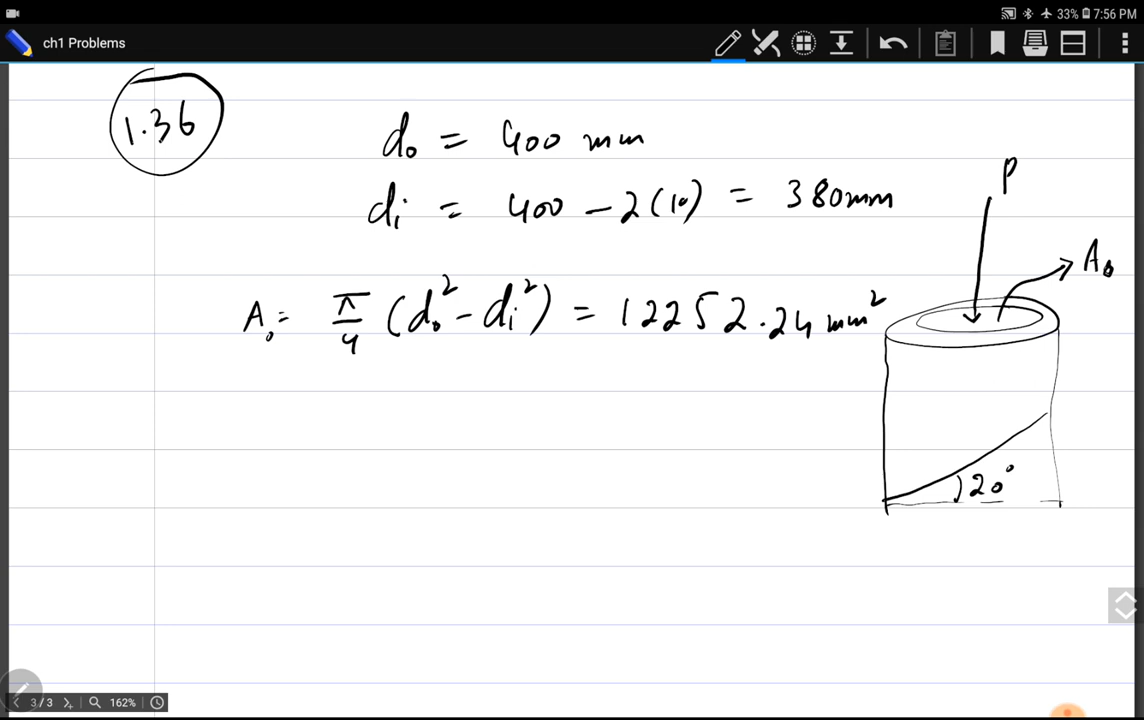 33% 7:56 PM
ch1 Problems
1.36
d₀ = 400 mm
dᵢ = 400 - 2(10) = 380mm
P
A₀
A₀ = π/4 (d₀² - dᵢ²) = 12252.24 mm²
20°
3/3 162%